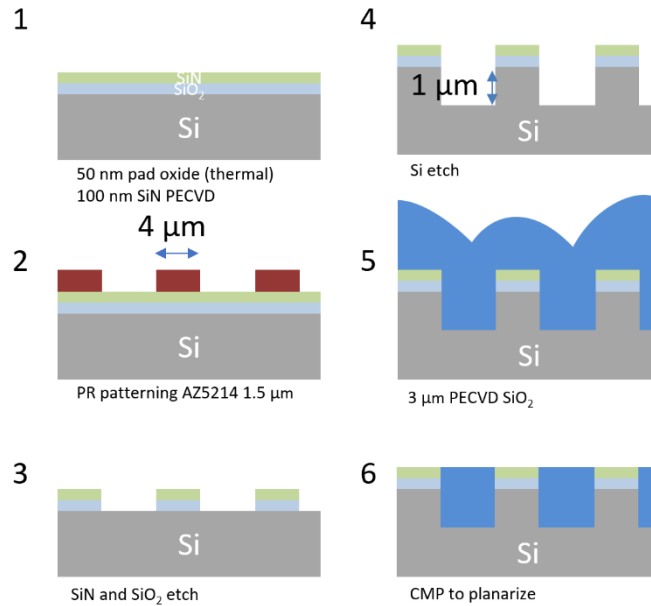 1
SiN
SiO₂
Si
50 nm pad oxide (thermal)
100 nm SiN PECVD
4 μm
2
Si
PR patterning AZ5214 1.5 μm
3
Si
SiN and SiO₂ etch
4
1 μm
Si
Si etch
5
Si
3 μm PECVD SiO₂
6
Si
CMP to planarize